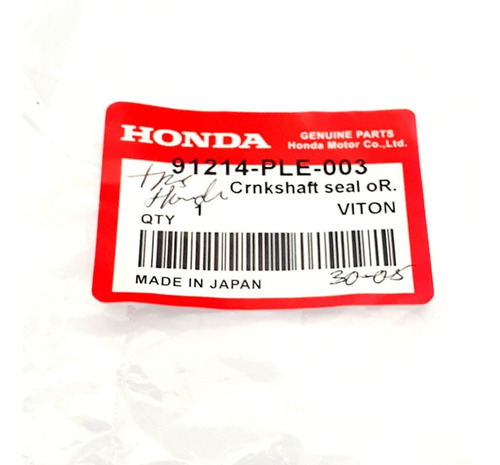 HONDA
GENUINE PARTS
Honda Motor Co.,Ltd.
91214-PLE-003
Crnkshaft seal oR.
Honda
QTY 1 VITON
MADE IN JAPAN
30-05